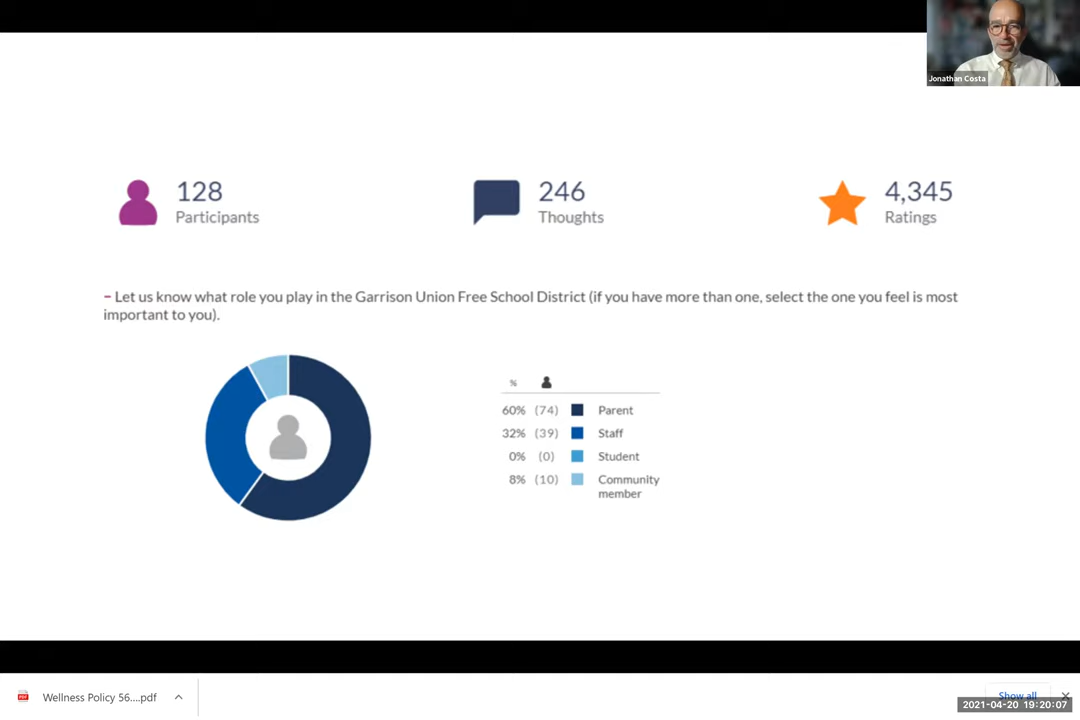 Jonathan Costa
128
Participants
246
Thoughts
4,345
Ratings
– Let us know what role you play in the Garrison Union Free School District (if you have more than one, select the one you feel is most
important to you).
%
60% (74) Parent
32% (39) Staff
0% (0) Student
8% (10) Community
member
Wellness Policy 56....pdf
Show all
2021-04-20 19:20:07